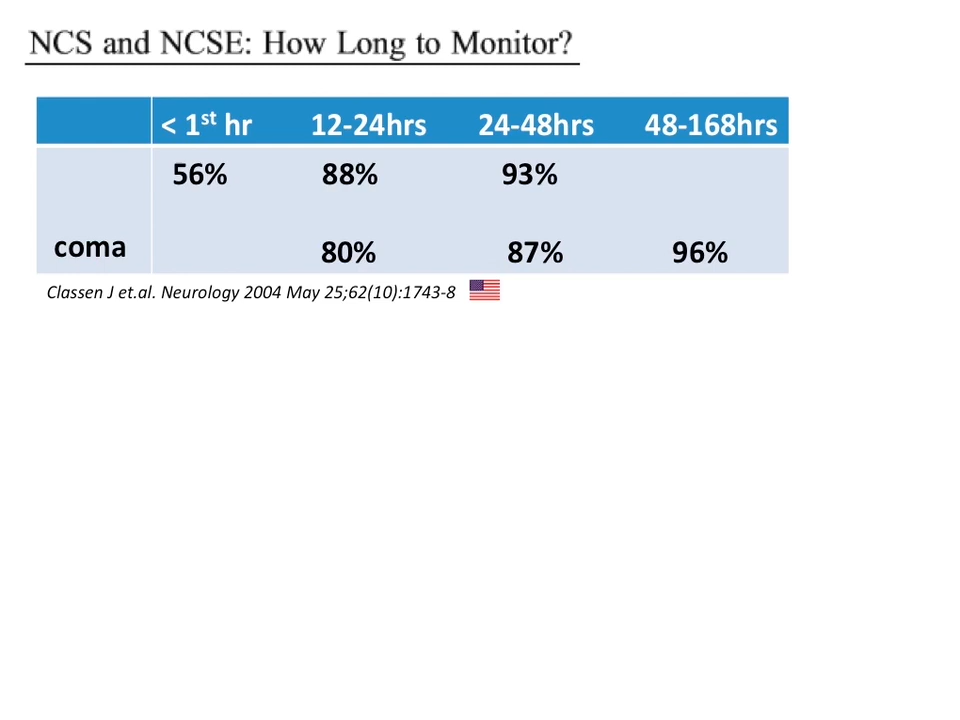 NCS and NCSE: How Long to Monitor?
< 1st hr 12-24hrs 24-48hrs 48-168hrs
56% 88% 93%
coma 80% 87% 96%
Classen J et.al. Neurology 2004 May 25;62(10):1743-8